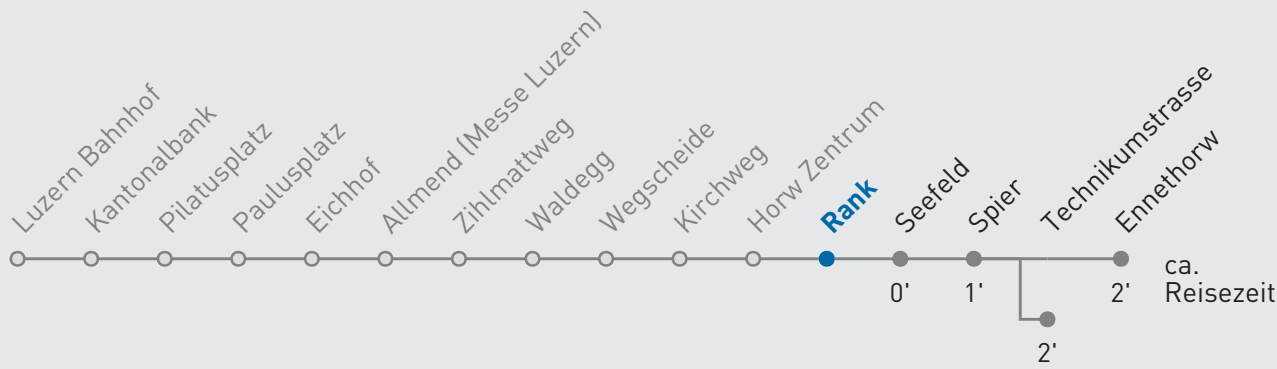 Luzern Bahnhof
Kantonalbank
Pilatusplatz
Paulusplatz
Eichhof
Allmend (Messe Luzern)
Zihlmattweg
Waldegg
Wegscheide
Kirchweg
Horw Zentrum
Rank
Seefeld
Spier
Technikumstrasse
Ennethorw
0'
1'
2'
ca.
Reisezeit
2'